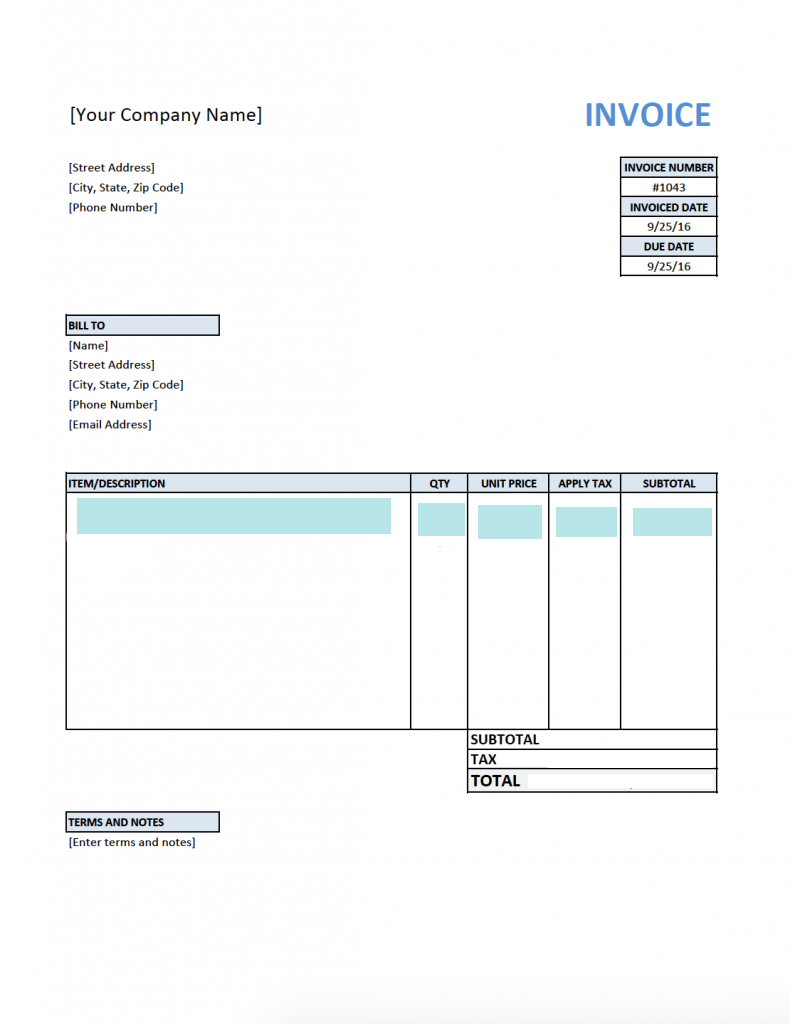 [Your Company Name]
INVOICE
[Street Address]
[City, State, Zip Code]
[Phone Number]
INVOICE NUMBER
#1043
INVOICED DATE
9/25/16
DUE DATE
9/25/16
BILL TO
[Name]
[Street Address]
[City, State, Zip Code]
[Phone Number]
[Email Address]
ITEM/DESCRIPTION QTY UNIT PRICE APPLY TAX SUBTOTAL
SUBTOTAL
TAX
TOTAL
TERMS AND NOTES
[Enter terms and notes]